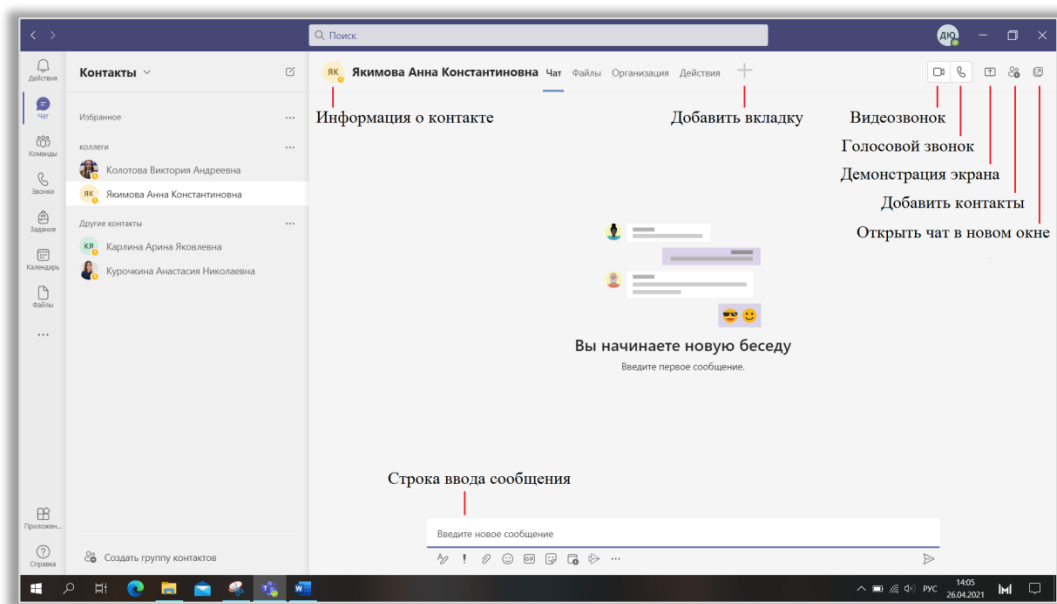 Поиск
ДЮ
Действия
Чат
Команды
Звонки
Задания
Календарь
Файлы
Приложен...
Справка
Контакты
Избранное
коллеги
Колотова Виктория Андреевна
ЯК Якимова Анна Константиновна
Другие контакты
КЯ Карлина Арина Яковлевна
Курочкина Анастасия Николаевна
Создать группу контактов
ЯК Якимова Анна Константиновна Чат Файлы Организация Действия
Информация о контакте
Добавить вкладку
Видеозвонок
Голосовой звонок
Демонстрация экрана
Добавить контакты
Открыть чат в новом окне
Вы начинаете новую беседу
Введите первое сообщение.
Строка ввода сообщения
Введите новое сообщение
GIF
РУС
14:05
26.04.2021